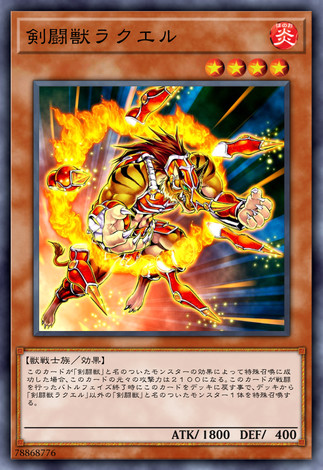 剣闘獣ラクエル
ほのお
炎
【獣戦士族／効果】
このカードが「剣闘獣」と名のついたモンスターの効果によって特殊召喚に成
功した場合、このカードの元々の攻撃力は２１００になる。このカードが戦闘
を行ったバトルフェイズ終了時にこのカードをデッキに戻す事で、デッキから
「剣闘獣ラクエル」以外の「剣闘獣」と名のついたモンスター１体を特殊召喚す
る。
ATK/ 1800 DEF/ 400
78868776